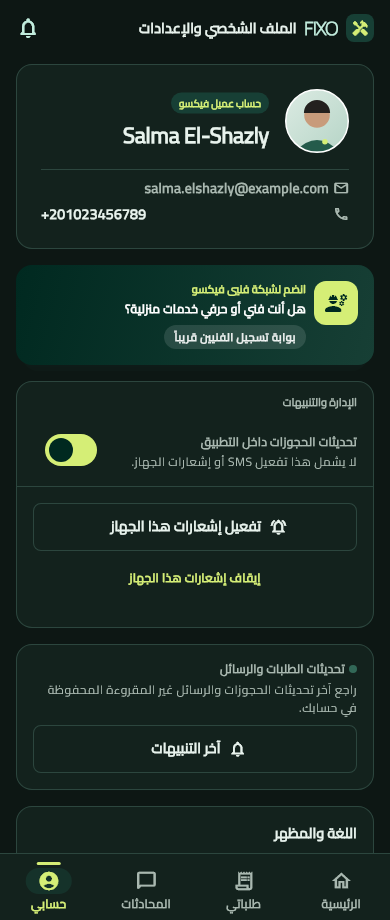 FIXO الملف الشخصي والإعدادات
حساب عميل فيكسو
Salma El-Shazly
salma.elshazly@example.com
+201023456789
انضم لشبكة فنيي فيكسو
هل أنت فني أو حرفي خدمات منزلية؟
بوابة تسجيل الفنيين قريباً
الإدارة والتنبيهات
تحديثات الحجوزات داخل التطبيق
لا يشمل هذا تفعيل SMS أو إشعارات الجهاز.
تفعيل إشعارات هذا الجهاز
إيقاف إشعارات هذا الجهاز
تحديثات الطلبات والرسائل
راجع آخر تحديثات الحجوزات والرسائل غير المقروءة المحفوظة
في حسابك.
آخر التنبيهات
اللغة والمظهر
الرئيسية
طلباتي
المحادثات
حسابي